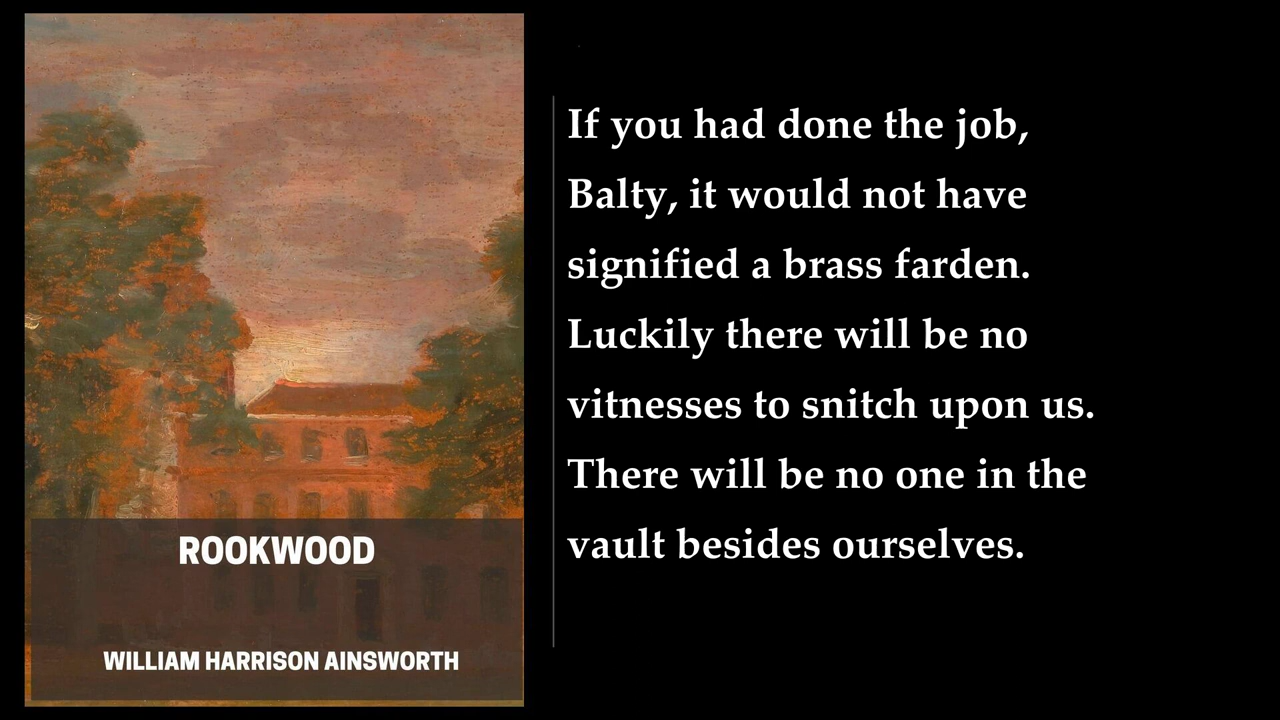 ROOKWOOD
WILLIAM HARRISON AINSWORTH
If you had done the job,
Balty, it would not have
signified a brass farden.
Luckily there will be no
vitnesses to snitch upon us.
There will be no one in the
vault besides ourselves.